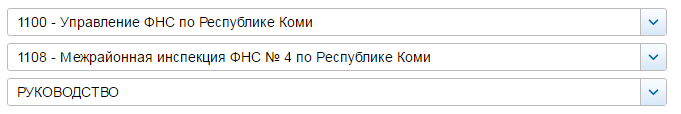 1100 - Управление ФНС по Республике Коми
1108 - Межрайонная инспекция ФНС № 4 по Республике Коми
РУКОВОДСТВО